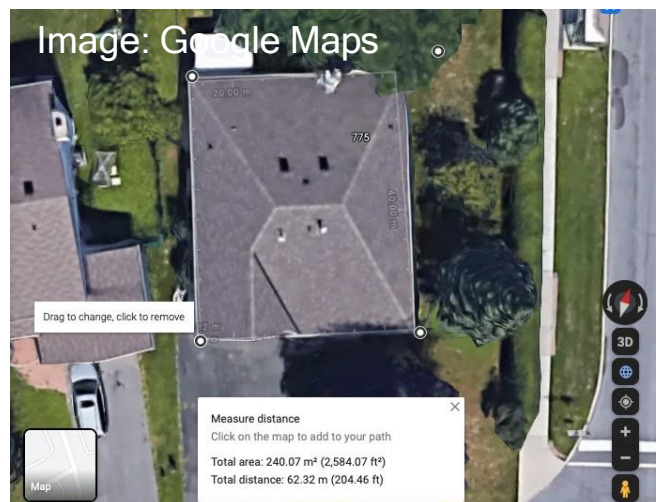 Image: Google Maps
20.00 m
775
40.00 m
Drag to change, click to remove
3D
Measure distance
Click on the map to add to your path
Total area: 240.07 m² (2,584.07 ft²)
Total distance: 62.32 m (204.46 ft)
Map